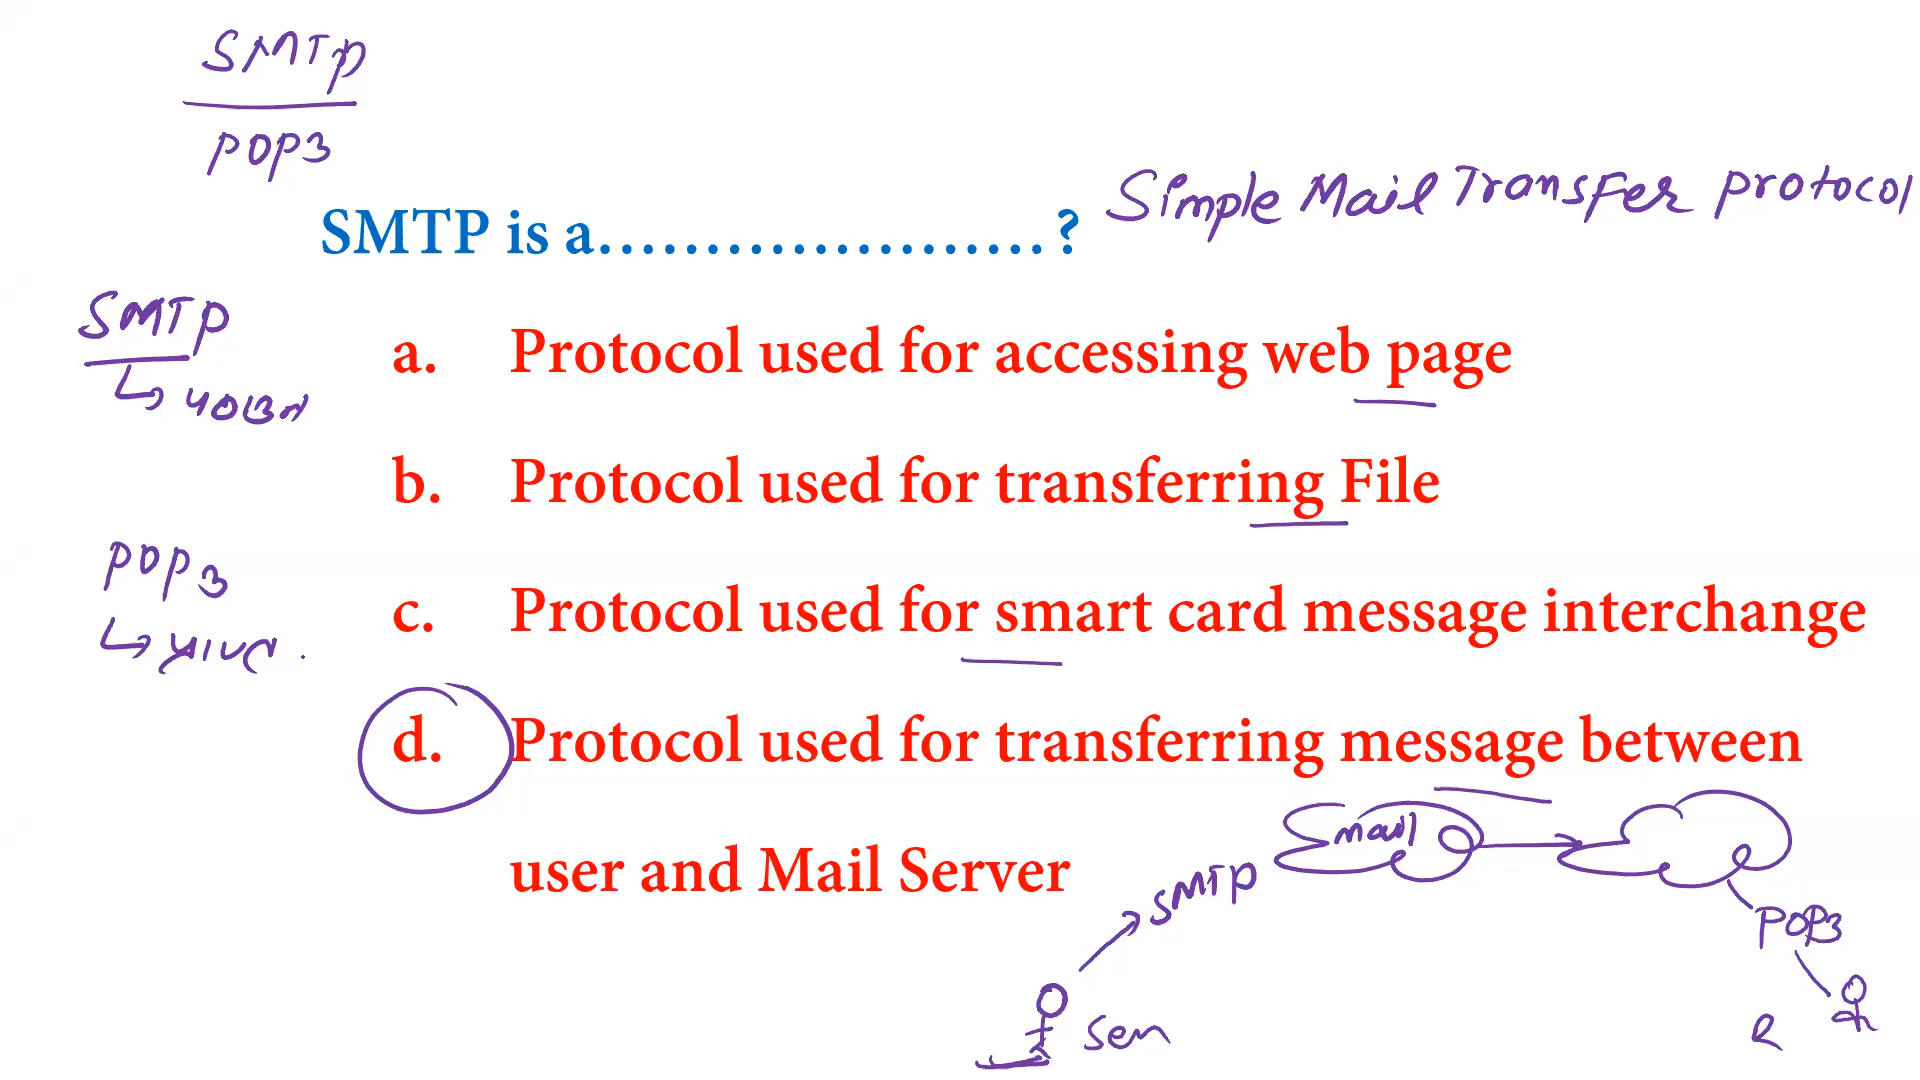 SMTP
POP3
Simple Mail Transfer protocol
SMTP is a.....................?
SMTP
a. Protocol used for accessing web page
b. Protocol used for transferring File
POP3
c. Protocol used for smart card message interchange
d. Protocol used for transferring message between
user and Mail Server
Email
SMTP
POP3
Sen
R